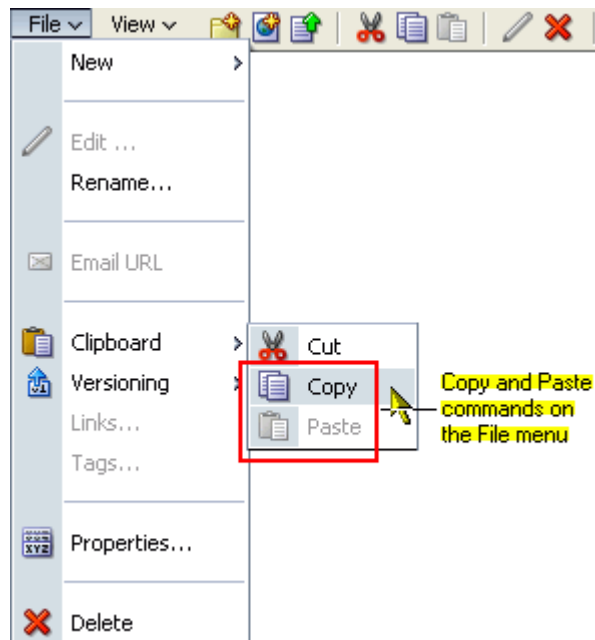 File View
New
Edit ...
Rename...
Email URL
Clipboard
Cut
Versioning
Copy
Paste
Copy and Paste
commands on
the File menu
Links...
Tags...
XYZ
Properties...
Delete